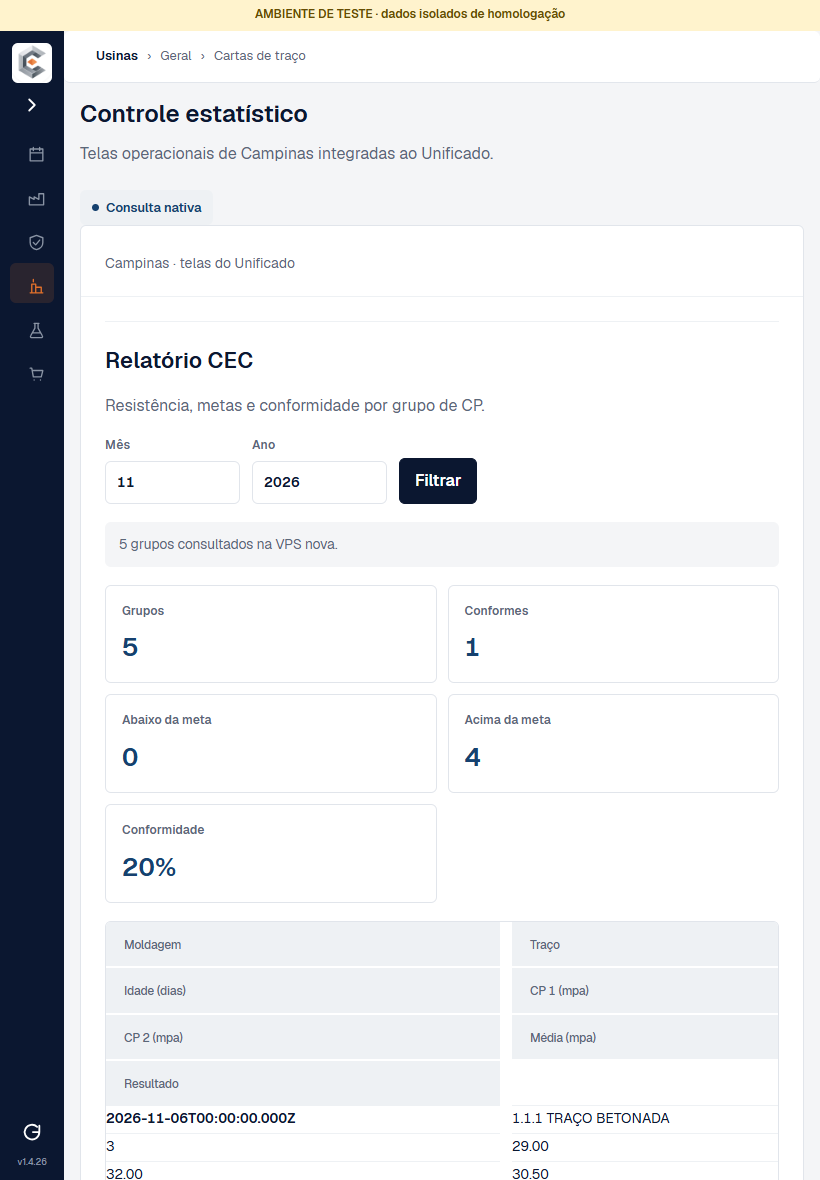 AMBIENTE DE TESTE · dados isolados de homologação
Usinas › Geral › Cartas de traço
Controle estatístico
Telas operacionais de Campinas integradas ao Unificado.
Consulta nativa
Campinas · telas do Unificado
Relatório CEC
Resistência, metas e conformidade por grupo de CP.
Mês Ano
11 2026 Filtrar
5 grupos consultados na VPS nova.
Grupos Conformes
5 1
Abaixo da meta Acima da meta
0 4
Conformidade
20%
Moldagem Traço
Idade (dias) CP 1 (mpa)
CP 2 (mpa) Média (mpa)
Resultado
2026-11-06T00:00:00.000Z 1.1.1 TRAÇO BETONADA
3 29.00
32.00 30.50
v1.4.26